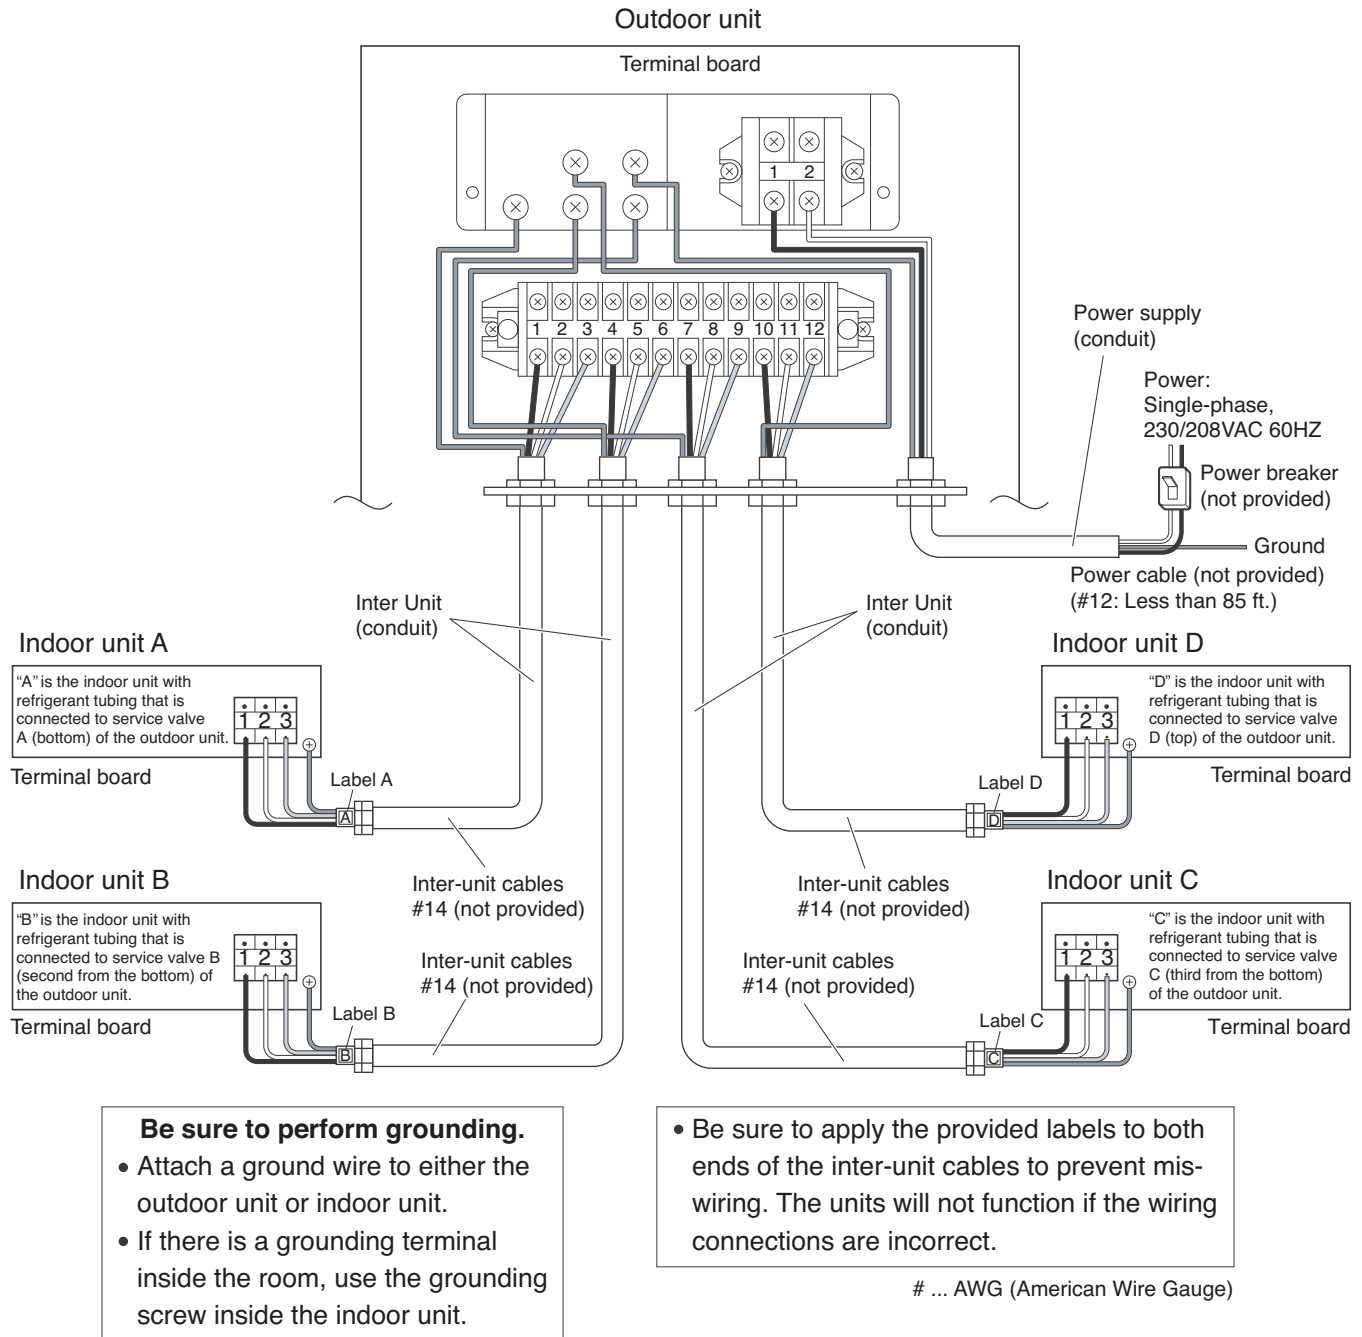 Outdoor unit
Terminal board
1 2
1 2 3 4 5 6 7 8 9 10 11 12
Power supply
(conduit)
Power:
Single-phase,
230/208VAC 60HZ
Power breaker
(not provided)
Ground
Power cable (not provided)
(#12: Less than 85 ft.)
Inter Unit
(conduit)
Inter Unit
(conduit)
Indoor unit A
“A” is the indoor unit with
refrigerant tubing that is
connected to service valve
A (bottom) of the outdoor unit.
1 2 3
Terminal board
Label A
A
Indoor unit D
“D” is the indoor unit with
refrigerant tubing that is
connected to service valve
D (top) of the outdoor unit.
1 2 3
Terminal board
Label D
D
Inter-unit cables
#14 (not provided)
Inter-unit cables
#14 (not provided)
Indoor unit B
“B” is the indoor unit with
refrigerant tubing that is
connected to service valve B
(second from the bottom) of
the outdoor unit.
1 2 3
Terminal board
Label B
B
Inter-unit cables
#14 (not provided)
Inter-unit cables
#14 (not provided)
Indoor unit C
“C” is the indoor unit with
refrigerant tubing that is
connected to service valve
C (third from the bottom)
of the outdoor unit.
1 2 3
Terminal board
Label C
C
Be sure to perform grounding.
• Attach a ground wire to either the
outdoor unit or indoor unit.
• If there is a grounding terminal
inside the room, use the grounding
screw inside the indoor unit.
• Be sure to apply the provided labels to both
ends of the inter-unit cables to prevent mis-
wiring. The units will not function if the wiring
connections are incorrect.
# ... AWG (American Wire Gauge)